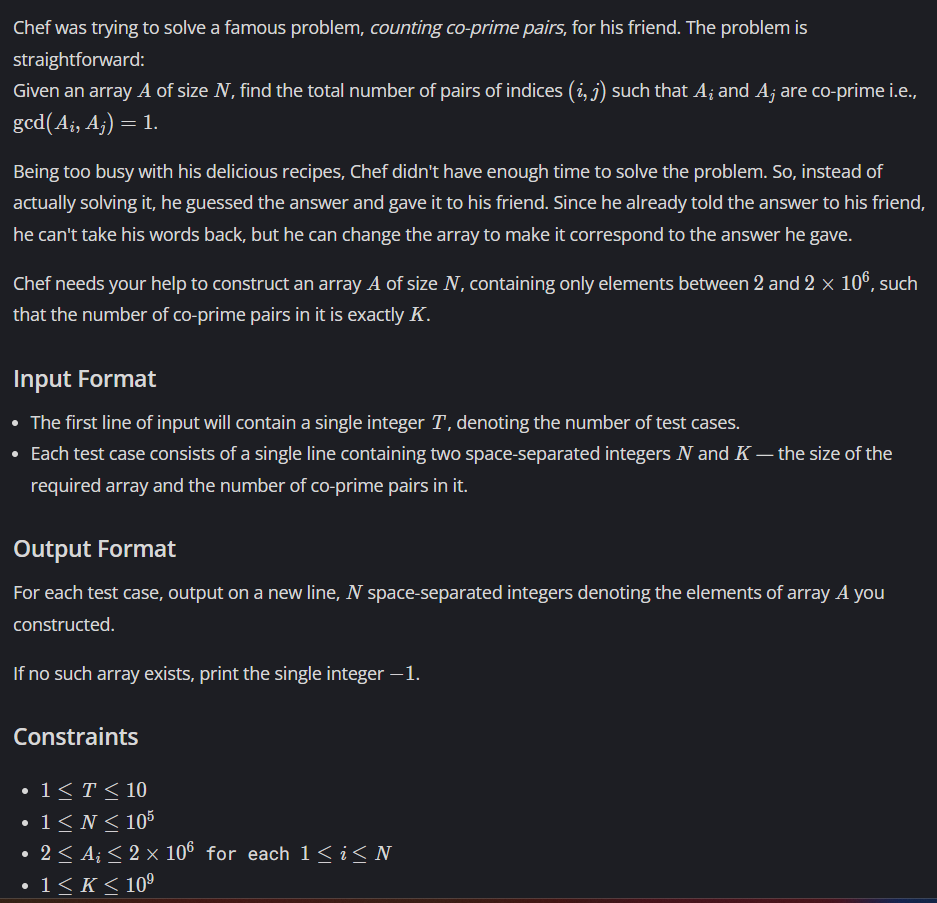 Chef was trying to solve a famous problem, counting co-prime pairs, for his friend. The problem is
straightforward:
Given an array A of size N, find the total number of pairs of indices (i, j) such that A_i and A_j are co-prime i.e.,
gcd(A_i, A_j) = 1.
Being too busy with his delicious recipes, Chef didn't have enough time to solve the problem. So, instead of
actually solving it, he guessed the answer and gave it to his friend. Since he already told the answer to his friend,
he can't take his words back, but he can change the array to make it correspond to the answer he gave.
Chef needs your help to construct an array A of size N, containing only elements between 2 and 2 × 10^6, such
that the number of co-prime pairs in it is exactly K.
Input Format
• The first line of input will contain a single integer T, denoting the number of test cases.
• Each test case consists of a single line containing two space-separated integers N and K — the size of the
required array and the number of co-prime pairs in it.
Output Format
For each test case, output on a new line, N space-separated integers denoting the elements of array A you
constructed.
If no such array exists, print the single integer −1.
Constraints
• 1 ≤ T ≤ 10
• 1 ≤ N ≤ 10^5
• 2 ≤ A_i ≤ 2 × 10^6 for each 1 ≤ i ≤ N
• 1 ≤ K ≤ 10^9